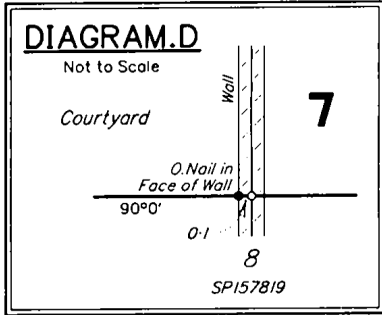 DIAGRAM.D
Not to Scale
Wall
7
Courtyard
O.Nail in
Face of Wall
90°0'
0·1
8
SP157819